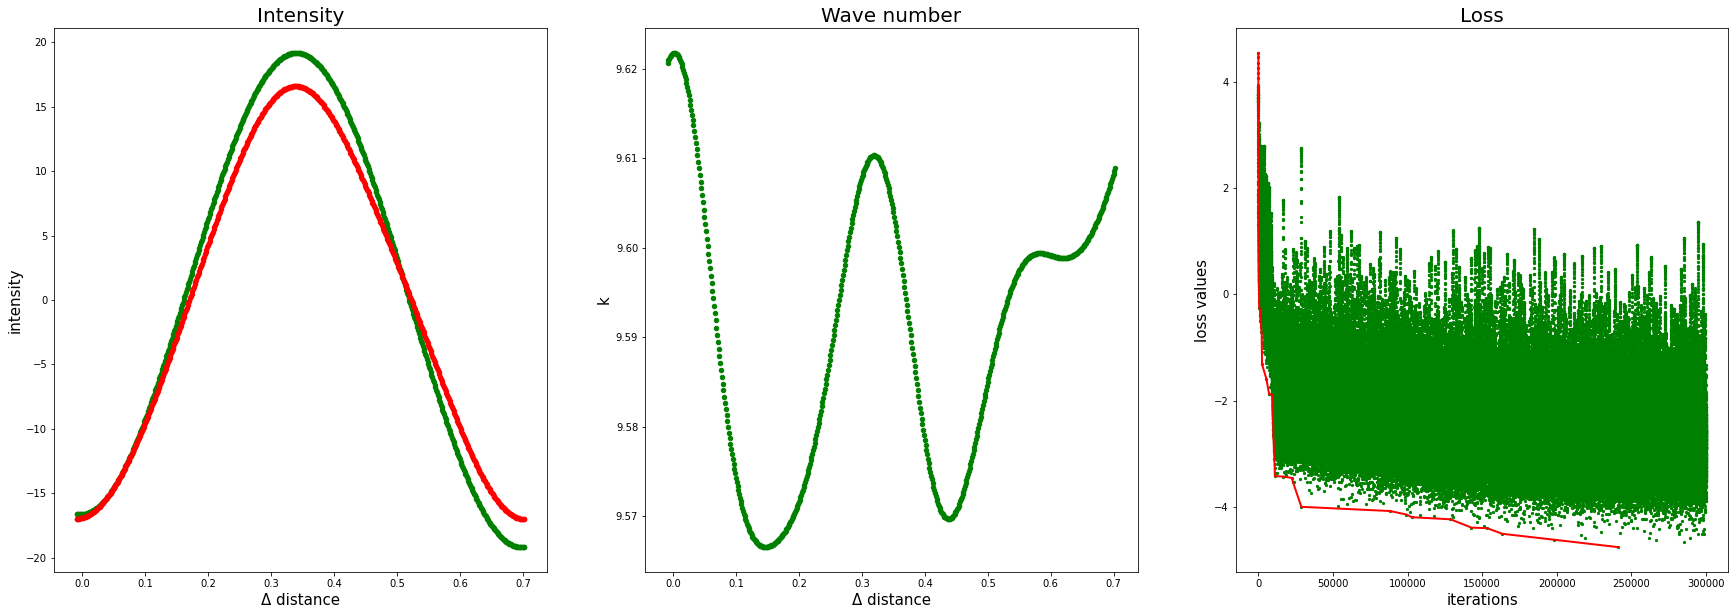 Intensity
20
15
10
5
0
−5
−10
−15
−20
intensity
0.0 0.1 0.2 0.3 0.4 0.5 0.6 0.7
Δ distance
Wave number
9.62
9.61
9.60
9.59
9.58
9.57
k
0.0 0.1 0.2 0.3 0.4 0.5 0.6 0.7
Δ distance
Loss
4
2
0
−2
−4
loss values
0 50000 100000 150000 200000 250000 300000
iterations